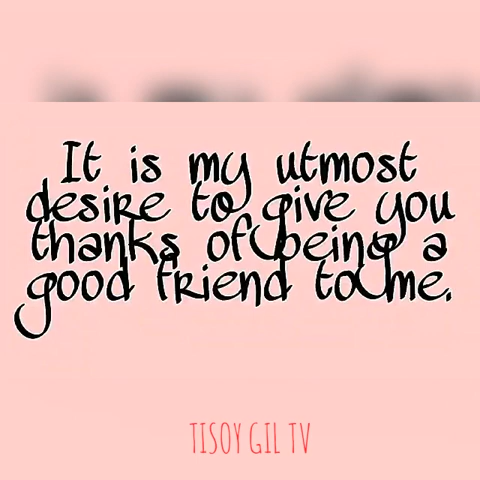 It is my utmost
desire to give you
thanks of being a
good friend to me.
TISOY GIL TV